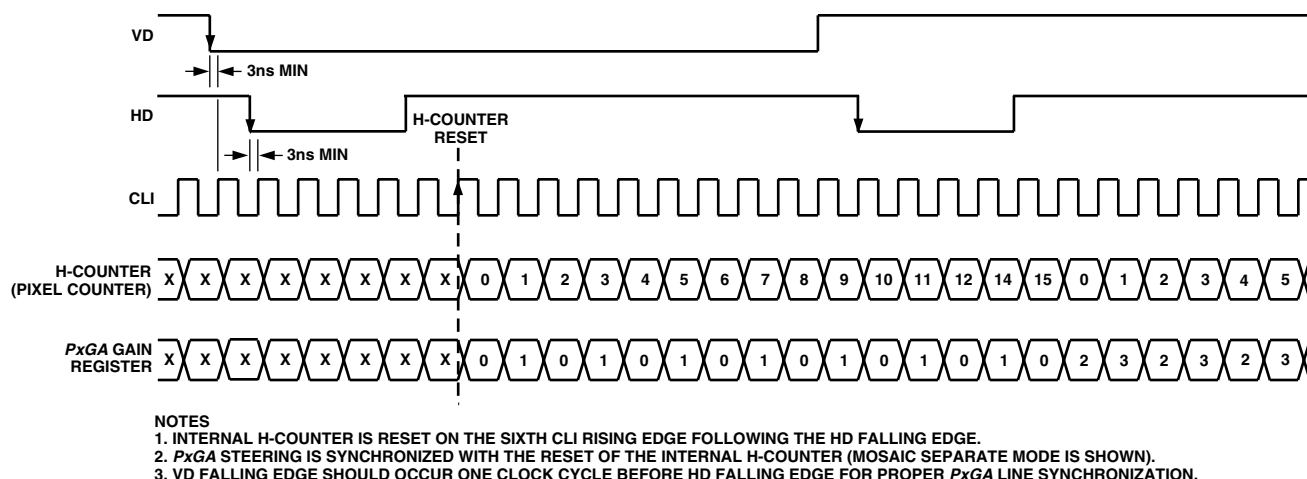 VD
3ns MIN
HD
H-COUNTER
RESET
3ns MIN
CLI
H-COUNTER
(PIXEL COUNTER)
X X X X X X X X 0 1 2 3 4 5 6 7 8 9 10 11 12 14 15 0 1 2 3 4 5
PxGA GAIN
REGISTER
X X X X X X X X 0 1 0 1 0 1 0 1 0 1 0 1 0 1 0 2 3 2 3 2 3
NOTES
1. INTERNAL H-COUNTER IS RESET ON THE SIXTH CLI RISING EDGE FOLLOWING THE HD FALLING EDGE.
2. PxGA STEERING IS SYNCHRONIZED WITH THE RESET OF THE INTERNAL H-COUNTER (MOSAIC SEPARATE MODE IS SHOWN).
3. VD FALLING EDGE SHOULD OCCUR ONE CLOCK CYCLE BEFORE HD FALLING EDGE FOR PROPER PxGA LINE SYNCHRONIZATION.